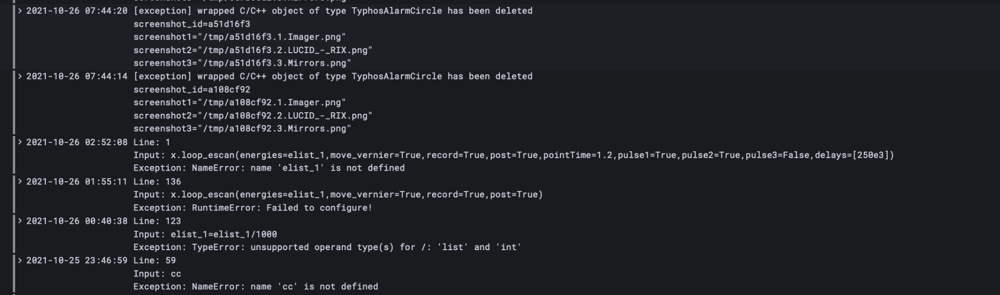 > 2021-10-26 07:44:20 [exception] wrapped C/C++ object of type TyphosAlarmCircle has been deleted
screenshot_id=a51d16f3
screenshot1="/tmp/a51d16f3.1.Imager.png"
screenshot2="/tmp/a51d16f3.2.LUCID_-_RIX.png"
screenshot3="/tmp/a51d16f3.3.Mirrors.png"
> 2021-10-26 07:44:14 [exception] wrapped C/C++ object of type TyphosAlarmCircle has been deleted
screenshot_id=a108cf92
screenshot1="/tmp/a108cf92.1.Imager.png"
screenshot2="/tmp/a108cf92.2.LUCID_-_RIX.png"
screenshot3="/tmp/a108cf92.3.Mirrors.png"
> 2021-10-26 02:52:08 Line: 1
Input: x.loop_escan(energies=elist_1,move_vernier=True,record=True,post=True,pointTime=1.2,pulse1=True,pulse2=True,pulse3=False,delays=[250e3])
Exception: NameError: name 'elist_1' is not defined
> 2021-10-26 01:55:11 Line: 136
Input: x.loop_escan(energies=elist_1,move_vernier=True,record=True,post=True)
Exception: RuntimeError: Failed to configure!
> 2021-10-26 00:40:38 Line: 123
Input: elist_1=elist_1/1000
Exception: TypeError: unsupported operand type(s) for /: 'list' and 'int'
> 2021-10-25 23:46:59 Line: 59
Input: cc
Exception: NameError: name 'cc' is not defined